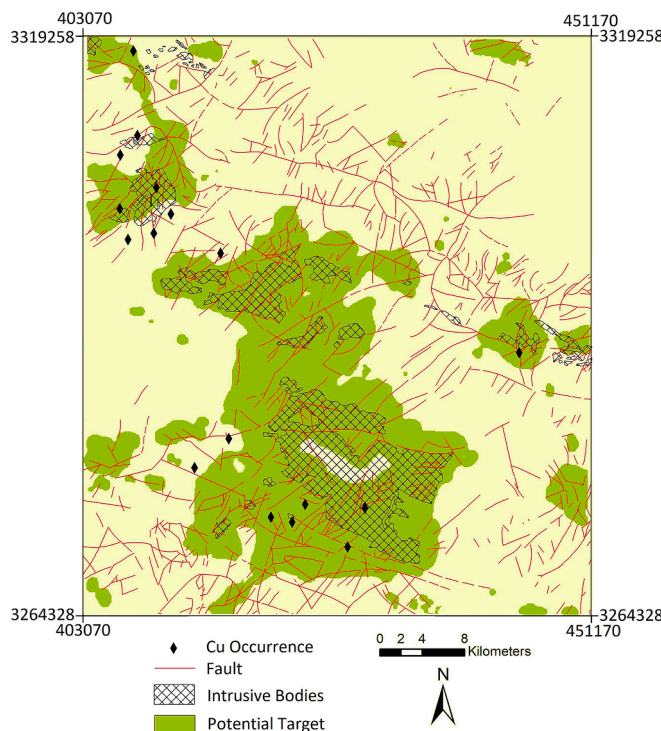 403070 451170
3319258 3319258
3264328 3264328
403070 451170
Cu Occurrence
Fault
Intrusive Bodies
Potential Target
0 2 4 8
Kilometers
N